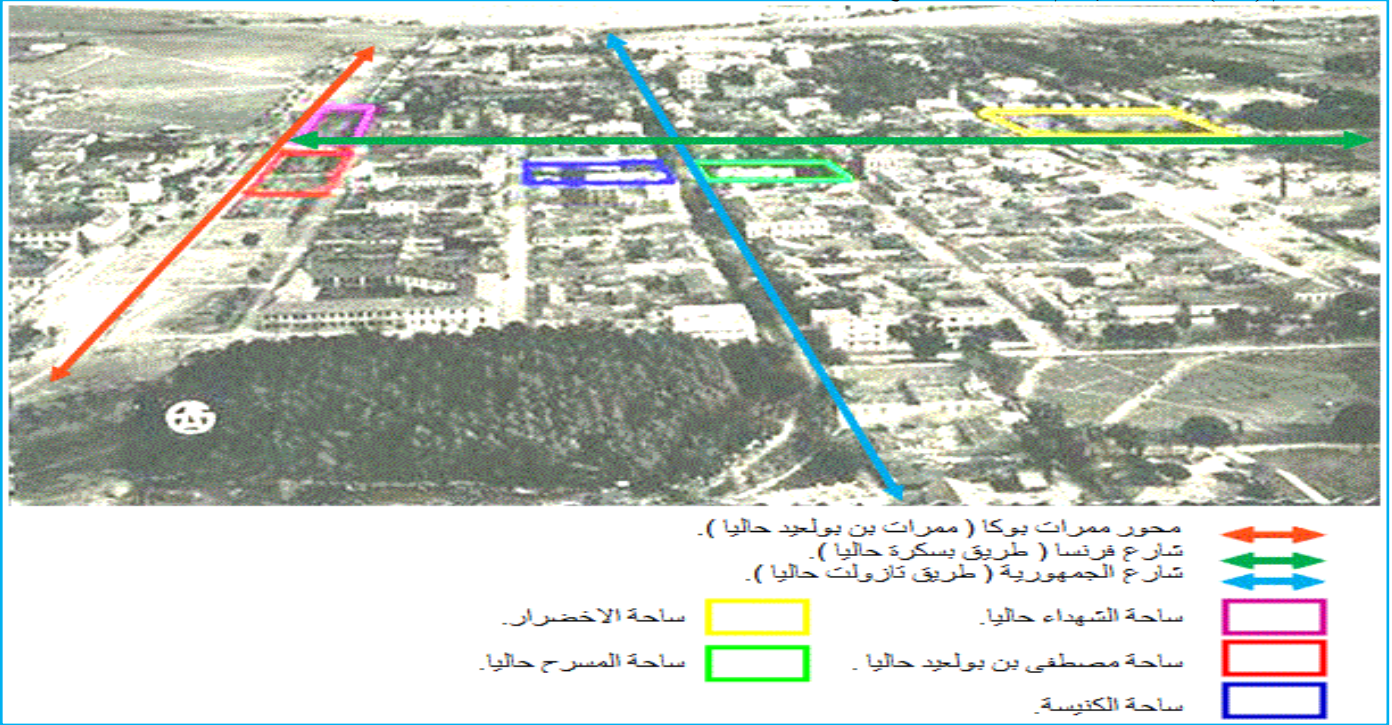 محور ممرات بوكا ( ممرات بن بولعيد حاليا ).
شارع فرنسا ( طريق بسكرة حاليا ).
شارع الجمهورية ( طريق تازولت حاليا ).
ساحة الشهداء حاليا.
ساحة الاخضرار.
ساحة مصطفى بن بولعيد حاليا .
ساحة المسرح حاليا.
ساحة الكنيسة.